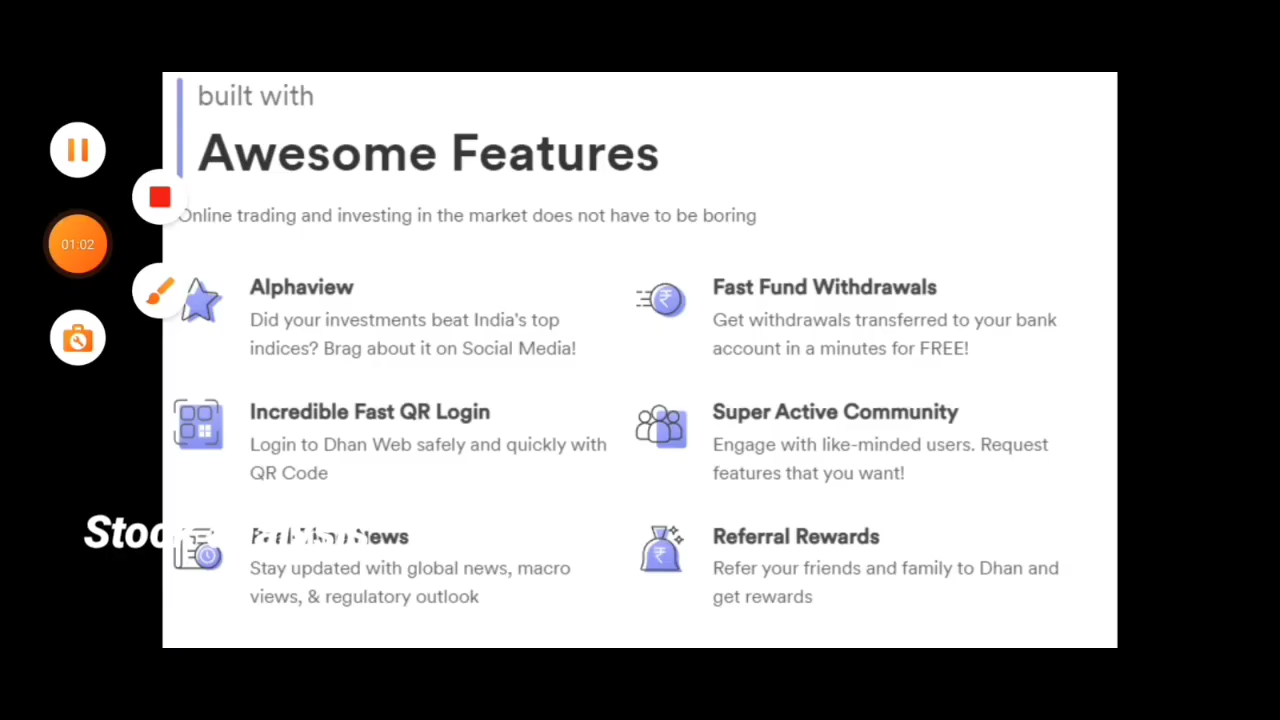 built with
Awesome Features
Online trading and investing in the market does not have to be boring
Alphaview
Did your investments beat India's top
indices? Brag about it on Social Media!
Fast Fund Withdrawals
Get withdrawals transferred to your bank
account in a minutes for FREE!
Incredible Fast QR Login
Login to Dhan Web safely and quickly with
QR Code
Super Active Community
Engage with like-minded users. Request
features that you want!
News
Stay updated with global news, macro
views, & regulatory outlook
Referral Rewards
Refer your friends and family to Dhan and
get rewards
01:02